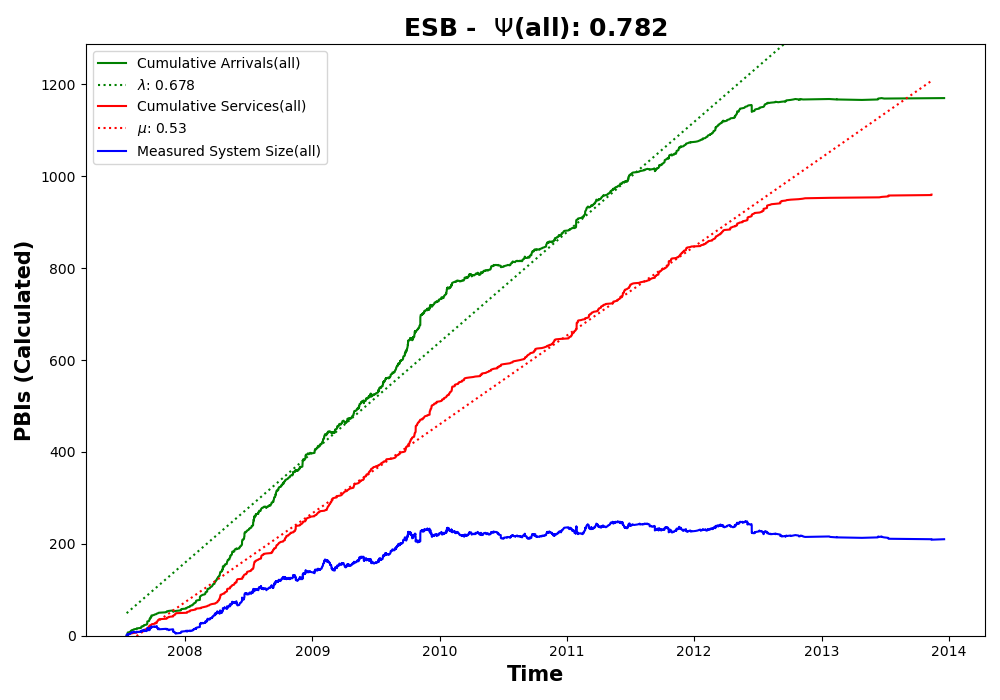 ESB - Ψ(all): 0.782
Cumulative Arrivals(all)
λ: 0.678
Cumulative Services(all)
μ: 0.53
Measured System Size(all)
PBIs (Calculated)
1200
1000
800
600
400
200
0
2008 2009 2010 2011 2012 2013 2014
Time